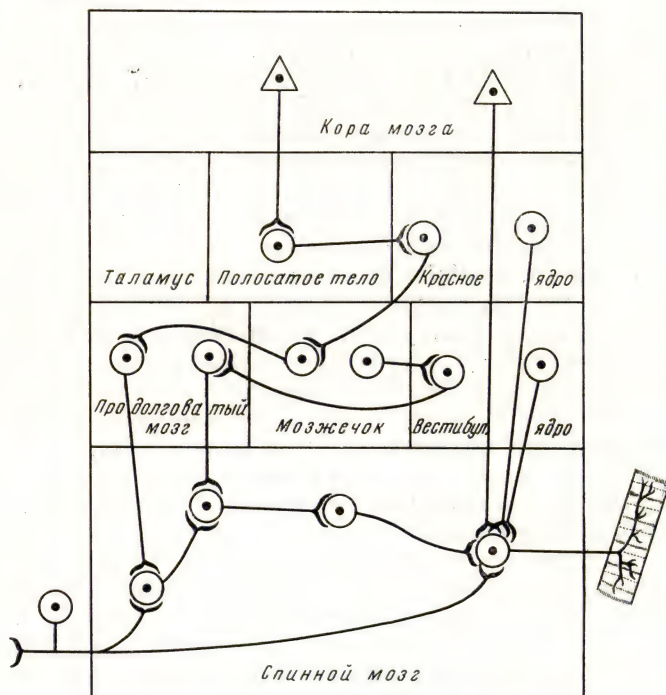 Кора мозга
Таламус
Полосатое тело
Красное ядро
Продолговатый
мозг
Мозжечок
Вестибул. ядро
Спинной мозг